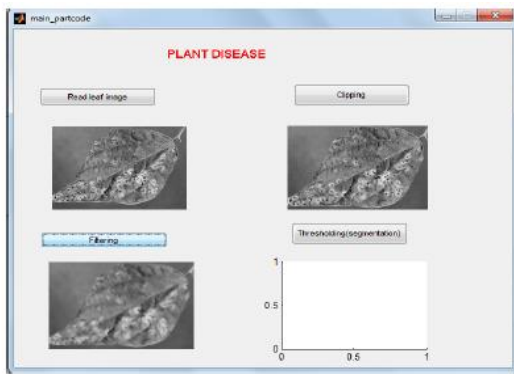 main_partcode
PLANT DISEASE
Read leaf image
Clipping
Filtering
Thresholding(segmentation)
1
0.5
0
0
0.5
1